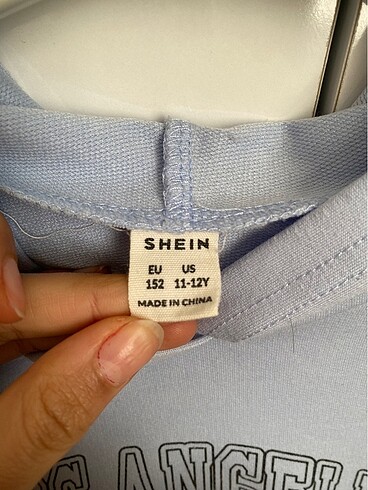 SHEIN
EU US
152 11-12Y
MADE IN CHINA